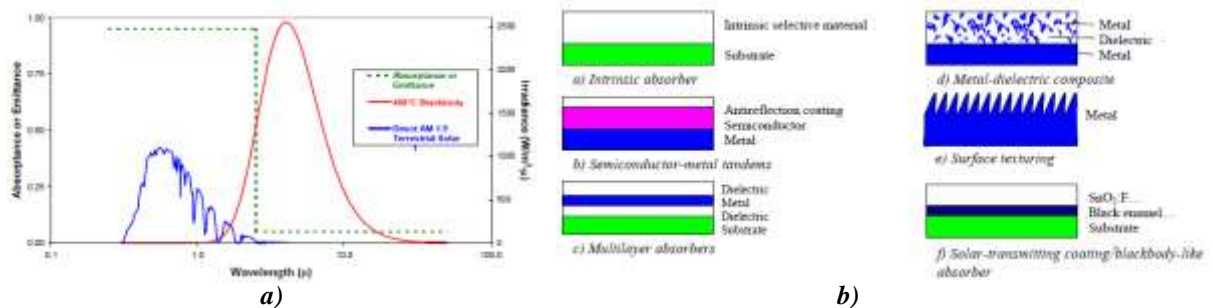 1.00
0.75
0.50
0.25
0.00
Absorptance or Emittance
0.1
1.0
10.0
100.0
Wavelength (μ)
2500
2000
1500
1000
500
0
Irradiance (W/m²μ)
Absorptance or
Emittance
Blackbody
Direct AM 1.5
Terrestrial Solar
a)
b)
Intrinsic selective material
Substrate
a) Intrinsic absorber
Antireflection coating
Semiconductor
Metal
b) Semiconductor-metal tandems
Dielectric
Metal
Dielectric
Substrate
c) Multilayer absorbers
Metal
Dielectric
Metal
d) Metal-dielectric composite
Metal
e) Surface texturing
SnO₂:F...
Black enamel...
Substrate
f) Solar-transmitting coating/blackbody-like
absorber
b)